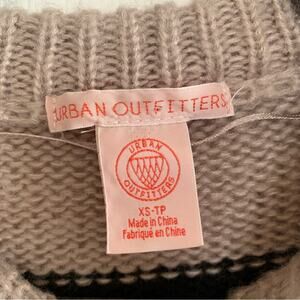 URBAN OUTFITTERS
URBAN
OUTFITTERS
XS-TP
Made in China
Fabriqué en Chine